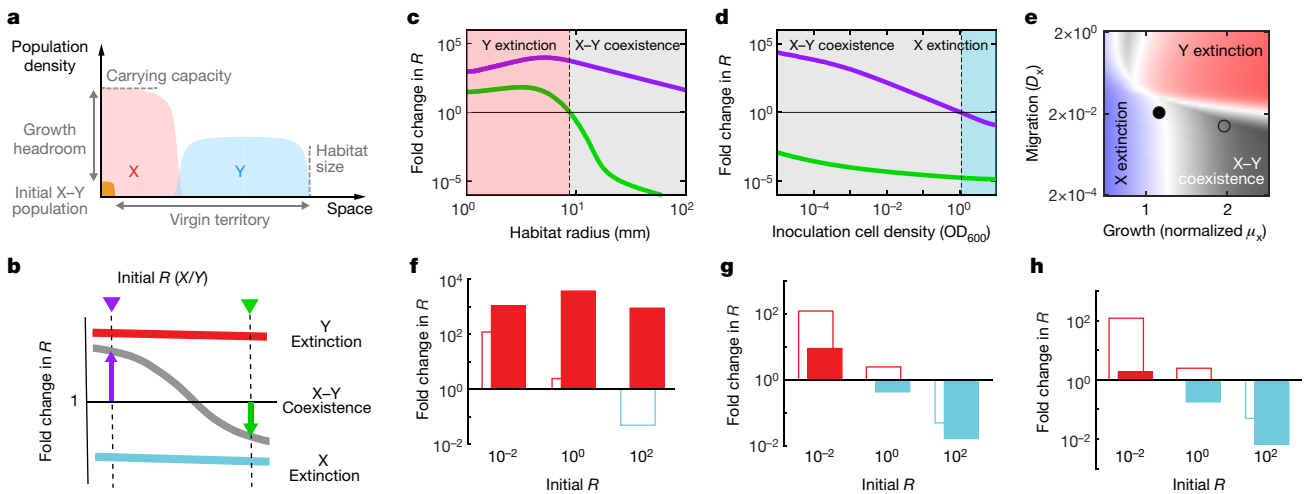 a
Population
density
Carrying capacity
Growth
headroom
X
Y
Habitat
size
Initial X–Y
population
Virgin territory
Space
b
Initial R (X/Y)
Fold change in R
1
Y
Extinction
X–Y
Coexistence
X
Extinction
c
Fold change in R
10^5
10^0
10^−5
Y extinction
X–Y coexistence
10^0
10^1
10^2
Habitat radius (mm)
d
Fold change in R
10^5
10^0
10^−5
X–Y coexistence
X extinction
10^−4
10^−2
10^0
Inoculation cell density (OD_600)
e
Migration (D_x)
2×10^0
2×10^−2
2×10^−4
Y extinction
X extinction
X–Y
coexistence
1
2
Growth (normalized μ_x)
f
Fold change in R
10^4
10^2
10^0
10^−2
10^−2
10^0
10^2
Initial R
g
Fold change in R
10^2
10^0
10^−2
10^−2
10^0
10^2
Initial R
h
Fold change in R
10^2
10^0
10^−2
10^−2
10^0
10^2
Initial R